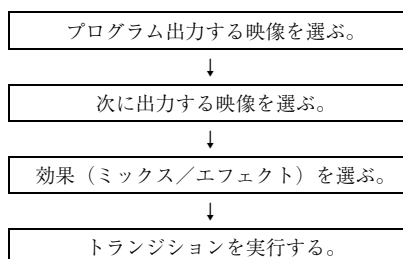 プログラム出力する映像を選ぶ。
↓
次に出力する映像を選ぶ。
↓
効果（ミックス／エフェクト）を選ぶ。
↓
トランジションを実行する。